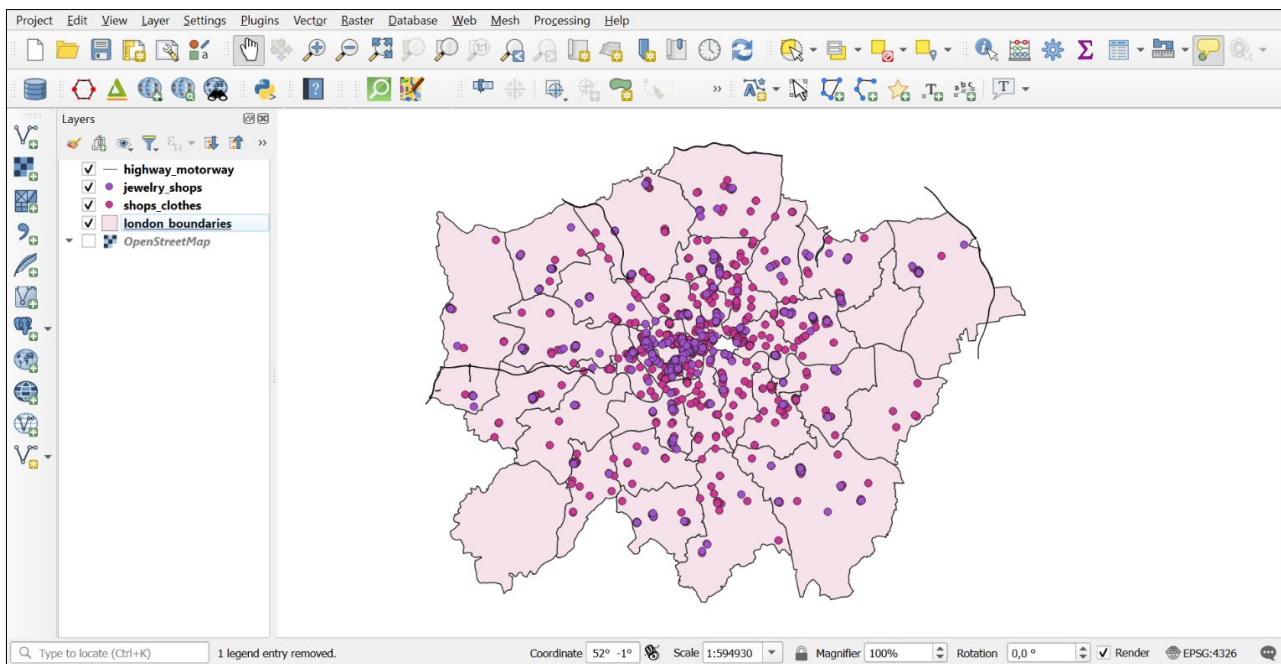 Project Edit View Layer Settings Plugins Vector Raster Database Web Mesh Processing Help
Layers
highway_motorway
jewelry_shops
shops_clothes
london_boundaries
OpenStreetMap
Type to locate (Ctrl+K) 1 legend entry removed. Coordinate 52° -1° Scale 1:594930 Magnifier 100% Rotation 0,0 ° Render EPSG:4326